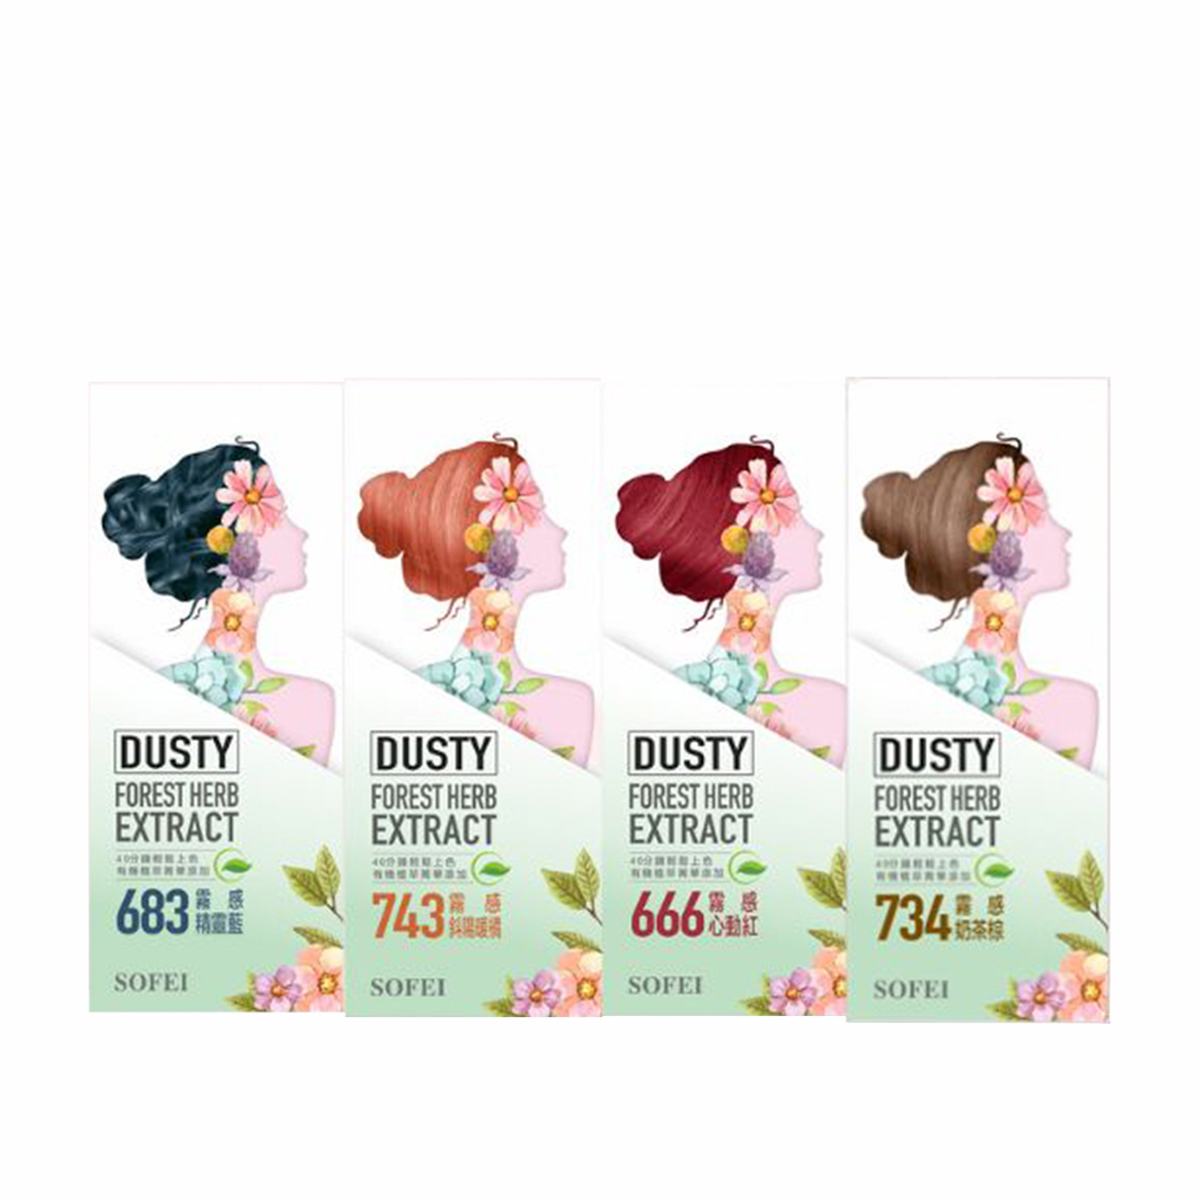 DUSTY
FOREST HERB
EXTRACT
40分鐘輕鬆上色
有機植萃菁華添加
683 霧感
精靈藍
SOFEI
DUSTY
FOREST HERB
EXTRACT
40分鐘輕鬆上色
有機植萃菁華添加
743 霧感
斜陽暖橘
SOFEI
DUSTY
FOREST HERB
EXTRACT
40分鐘輕鬆上色
有機植萃菁華添加
666 霧感
心動紅
SOFEI
DUSTY
FOREST HERB
EXTRACT
40分鐘輕鬆上色
有機植萃菁華添加
734 霧感
奶茶棕
SOFEI